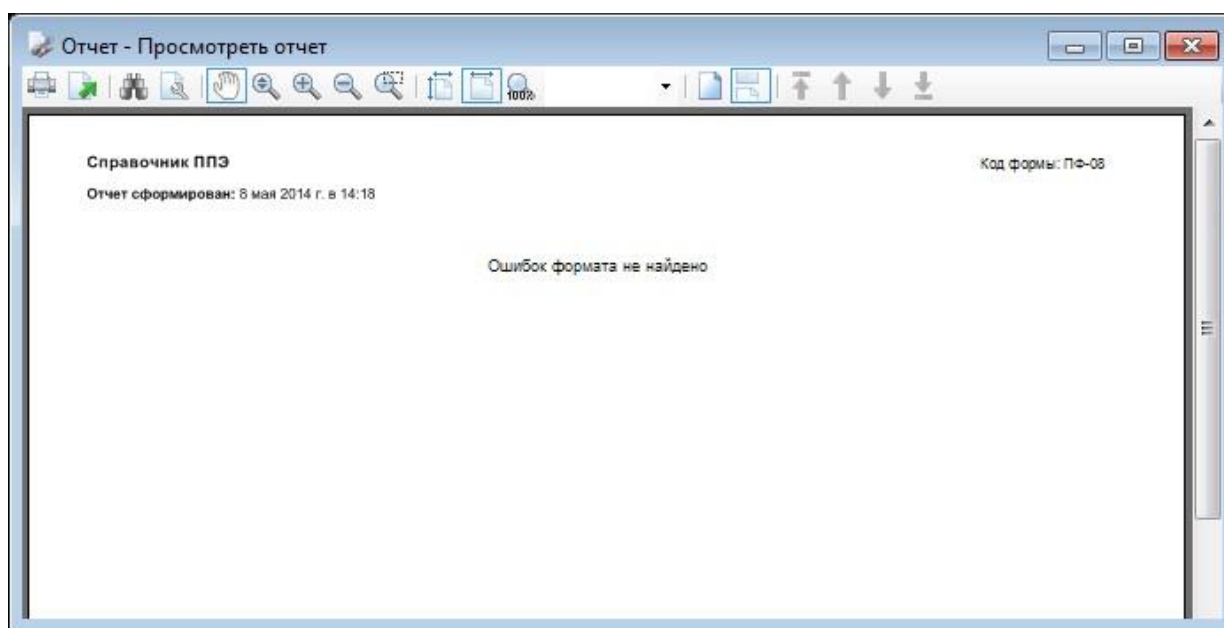 Отчет - Просмотреть отчет
100%
Справочник ППЭ
Код формы: ПФ-08
Отчет сформирован: 8 мая 2014 г. в 14:18
Ошибок формата не найдено